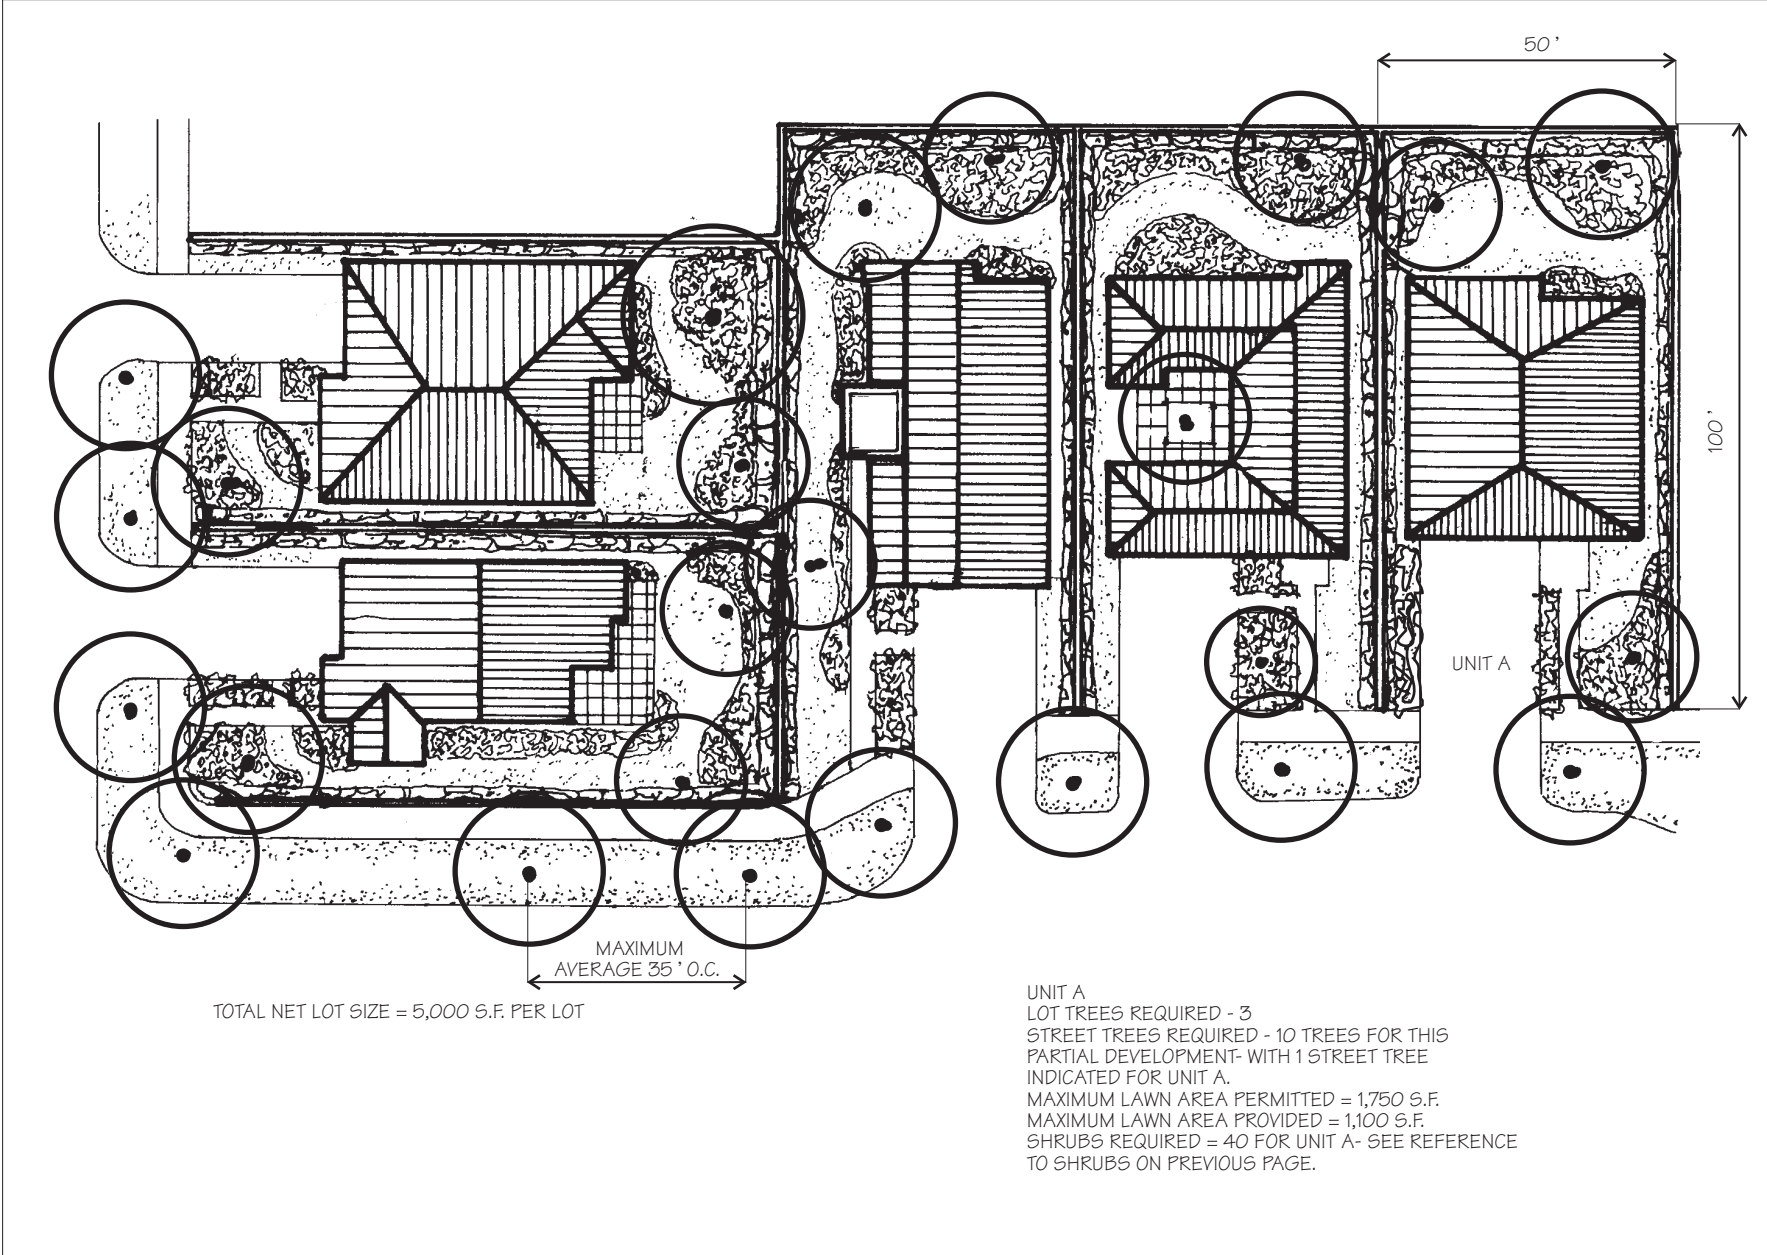 50 '
100 '
UNIT A
MAXIMUM
AVERAGE 35 ' O.C.
TOTAL NET LOT SIZE = 5,000 S.F. PER LOT
UNIT A
LOT TREES REQUIRED - 3
STREET TREES REQUIRED - 10 TREES FOR THIS
PARTIAL DEVELOPMENT- WITH 1 STREET TREE
INDICATED FOR UNIT A.
MAXIMUM LAWN AREA PERMITTED = 1,750 S.F.
MAXIMUM LAWN AREA PROVIDED = 1,100 S.F.
SHRUBS REQUIRED = 40 FOR UNIT A- SEE REFERENCE
TO SHRUBS ON PREVIOUS PAGE.